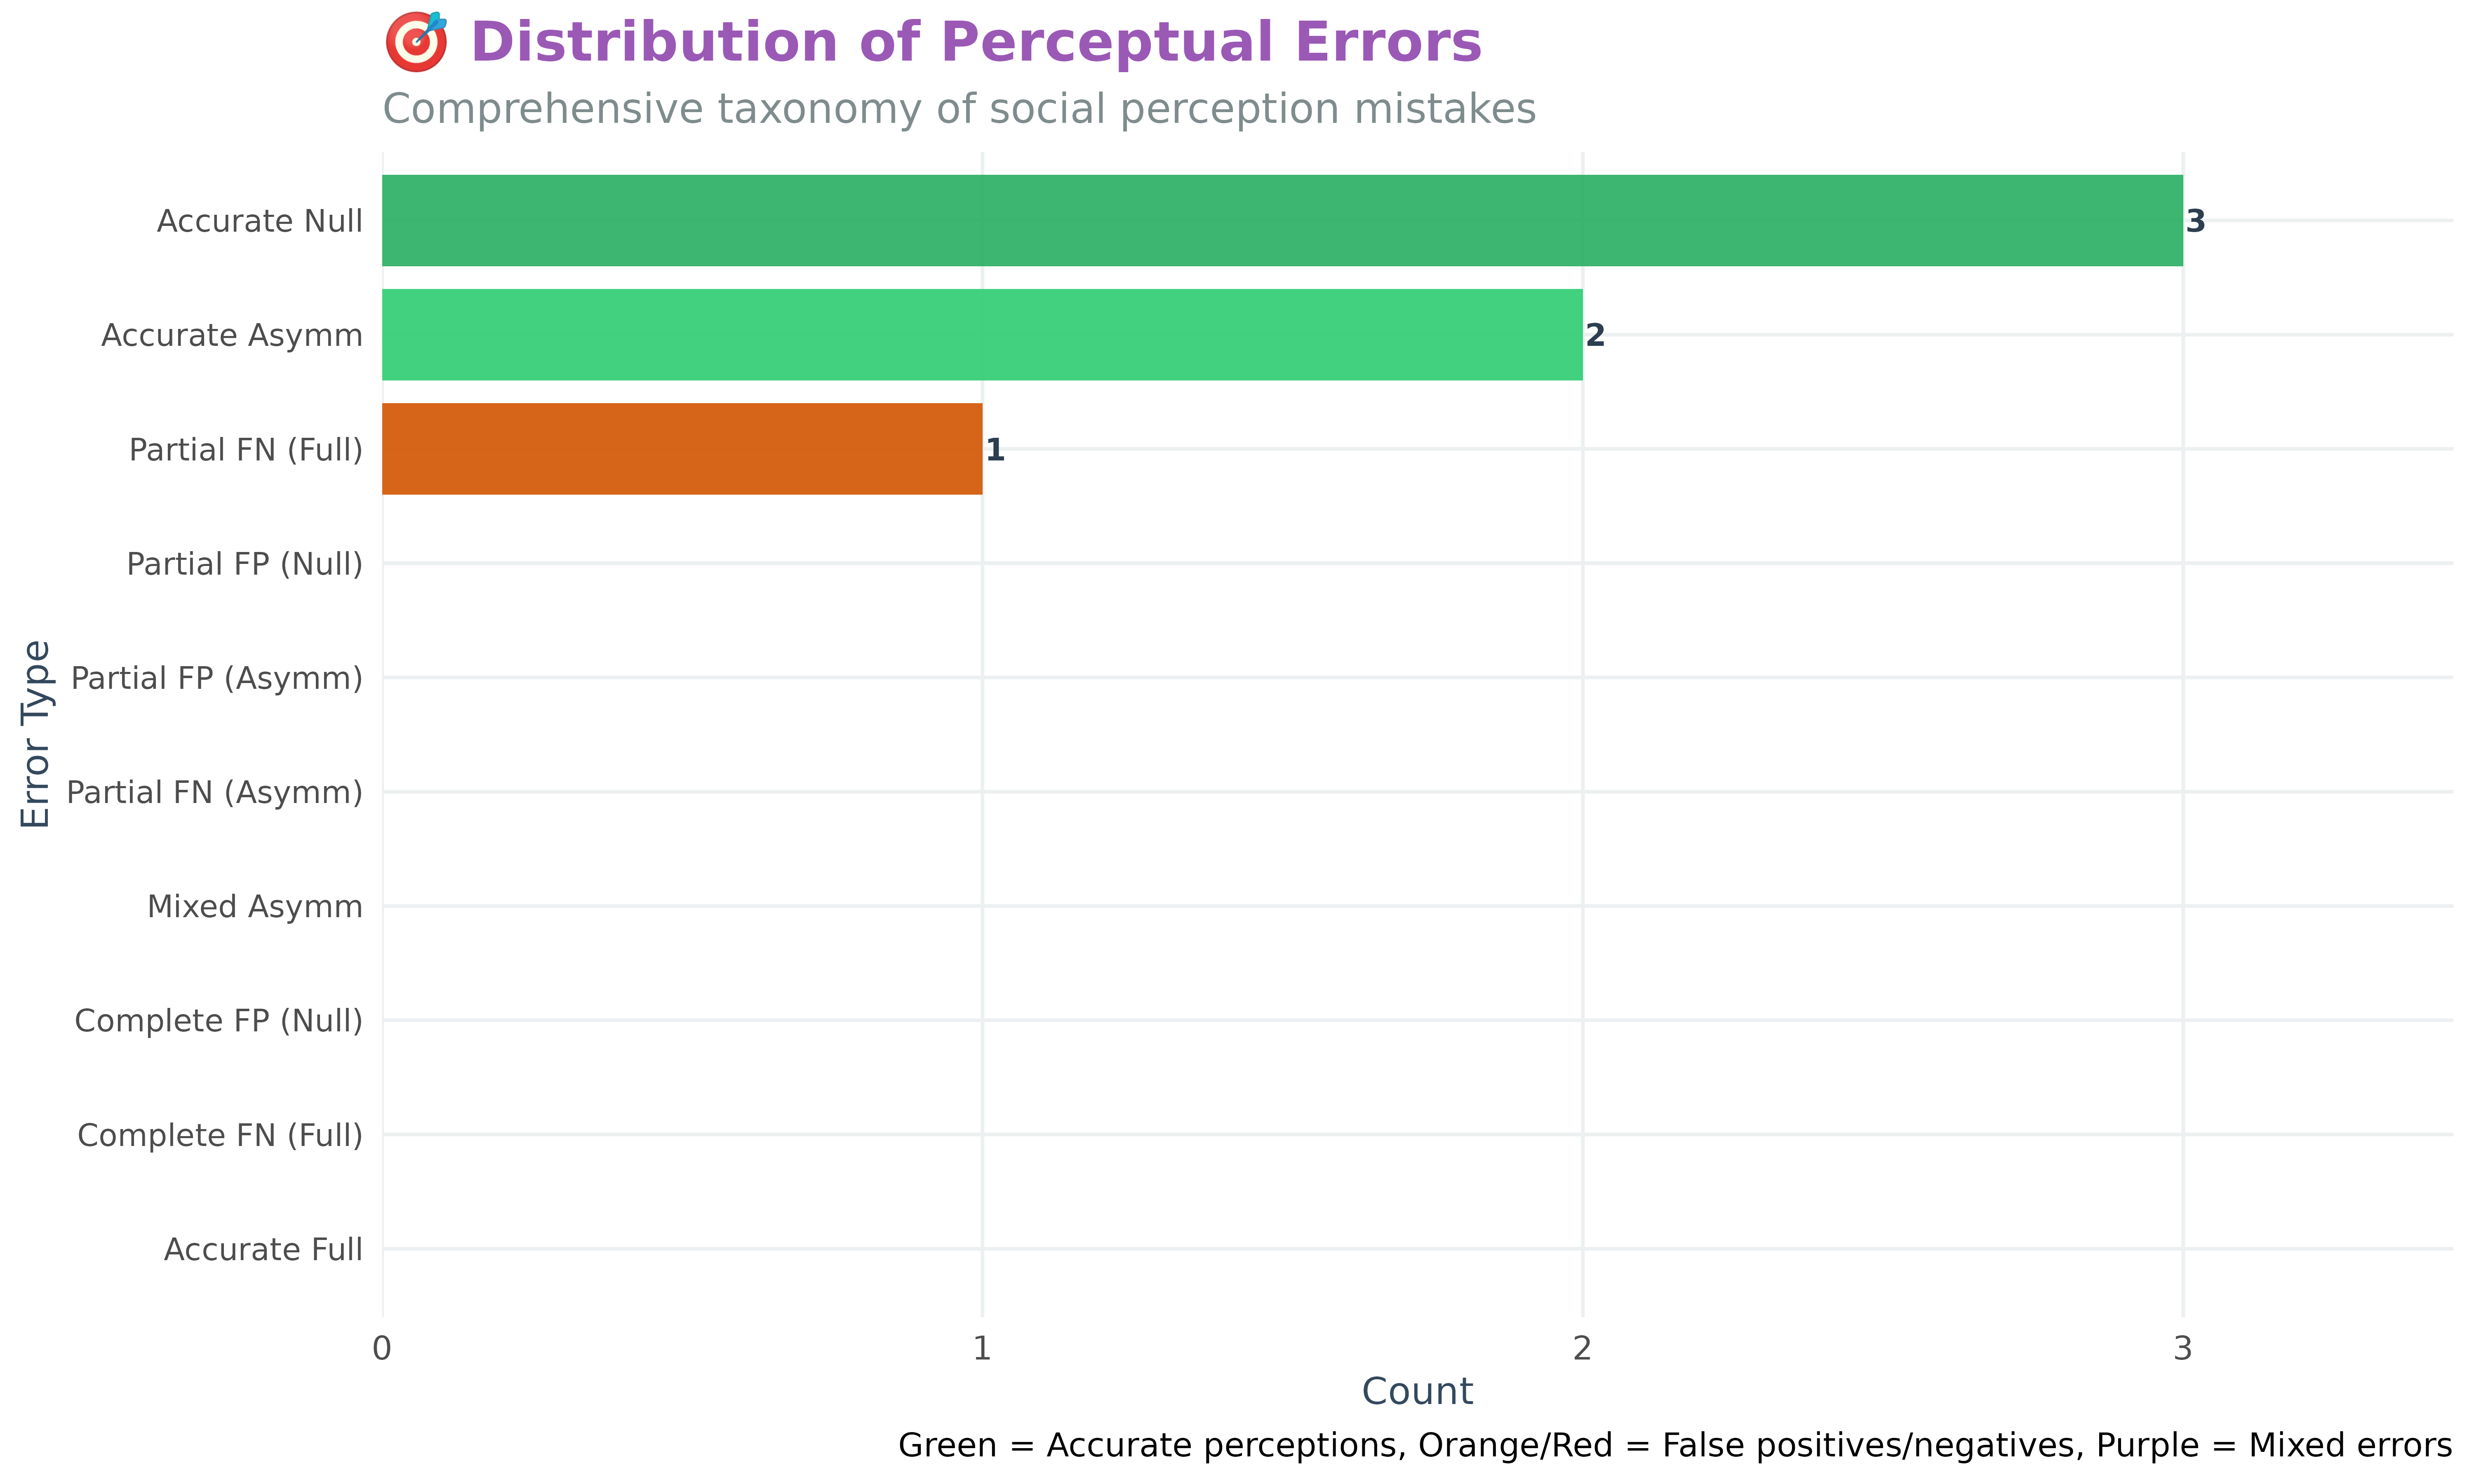 🎯 Distribution of Perceptual Errors
Comprehensive taxonomy of social perception mistakes
Accurate Null
3
Accurate Asymm
2
Partial FN (Full)
1
Partial FP (Null)
Partial FP (Asymm)
Partial FN (Asymm)
Mixed Asymm
Complete FP (Null)
Complete FN (Full)
Accurate Full
Error Type
0 1 2 3
Count
Green = Accurate perceptions, Orange/Red = False positives/negatives, Purple = Mixed errors